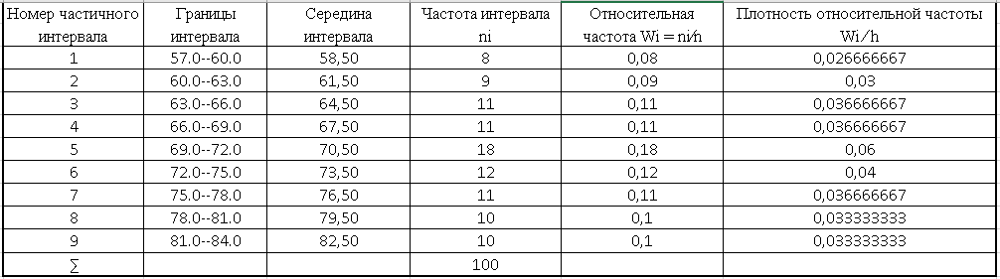 Номер частичного интервала | Границы интервала | Середина интервала | Частота интервала ni | Относительная частота Wi = ni/n | Плотность относительной частоты Wi/h
1 | 57.0--60.0 | 58,50 | 8 | 0,08 | 0,026666667
2 | 60.0--63.0 | 61,50 | 9 | 0,09 | 0,03
3 | 63.0--66.0 | 64,50 | 11 | 0,11 | 0,036666667
4 | 66.0--69.0 | 67,50 | 11 | 0,11 | 0,036666667
5 | 69.0--72.0 | 70,50 | 18 | 0,18 | 0,06
6 | 72.0--75.0 | 73,50 | 12 | 0,12 | 0,04
7 | 75.0--78.0 | 76,50 | 11 | 0,11 | 0,036666667
8 | 78.0--81.0 | 79,50 | 10 | 0,1 | 0,033333333
9 | 81.0--84.0 | 82,50 | 10 | 0,1 | 0,033333333
∑ | 100